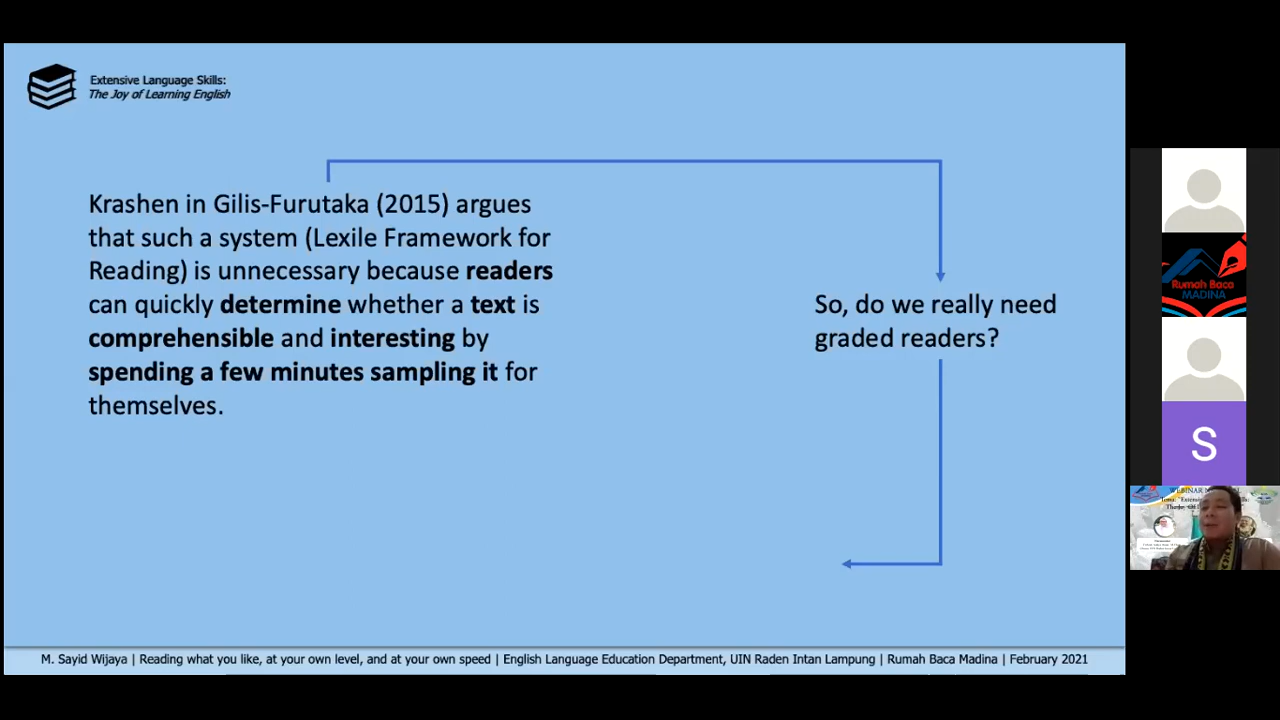 Extensive Language Skills:
The Joy of Learning English
Krashen in Gilis-Furutaka (2015) argues
that such a system (Lexile Framework for
Reading) is unnecessary because readers
can quickly determine whether a text is
comprehensible and interesting by
spending a few minutes sampling it for
themselves.
So, do we really need
graded readers?
M. Sayid Wijaya | Reading what you like, at your own level, and at your own speed | English Language Education Department, UIN Raden Intan Lampung | Rumah Baca Madina | February 2021
Rumah Baca
MADINA
S